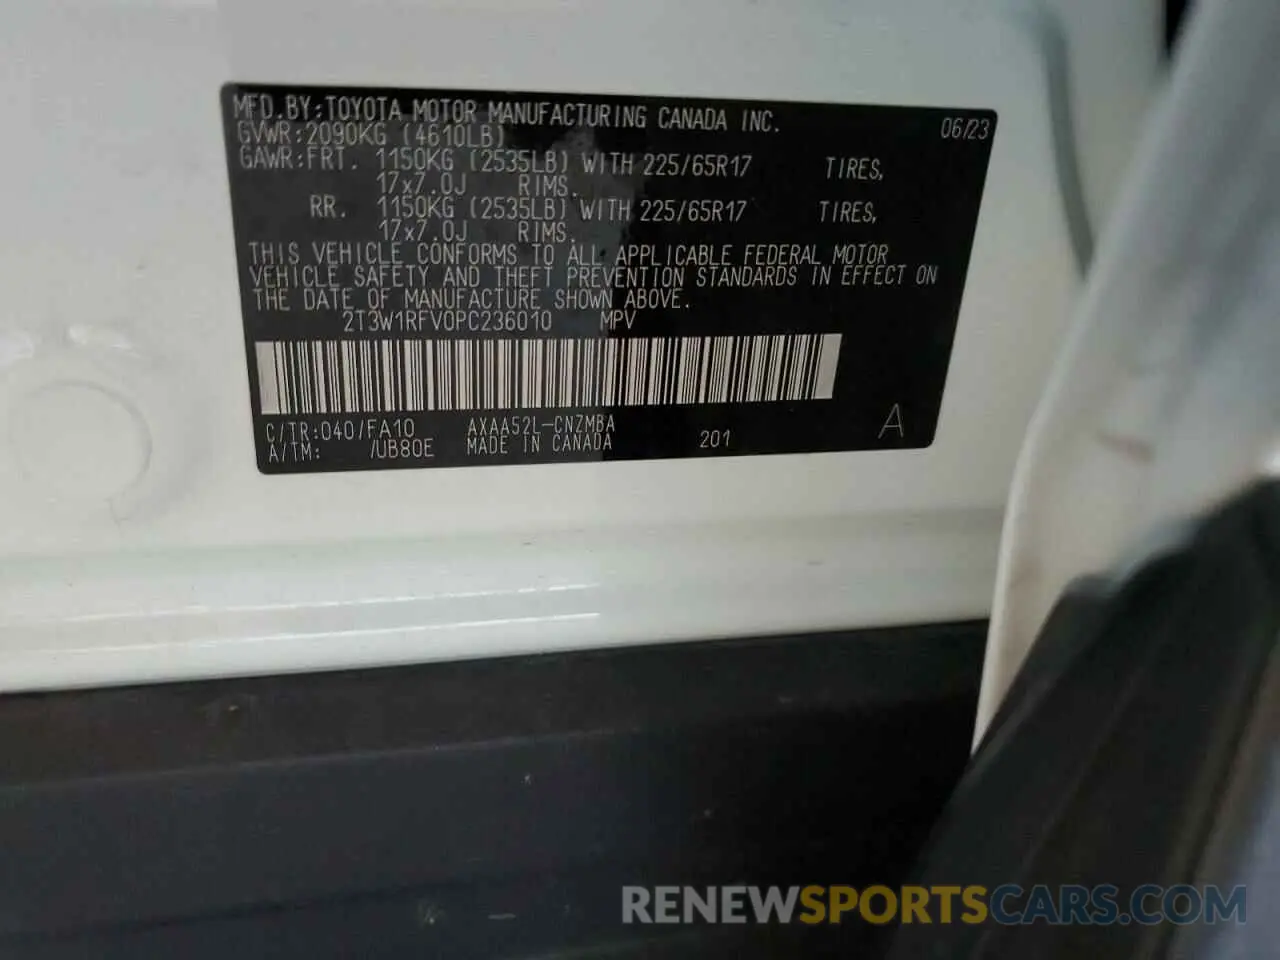 MFD.BY:TOYOTA MOTOR MANUFACTURING CANADA INC. 06/23
GVWR:2090KG (4610LB)
GAWR:FRT. 1150KG (2535LB) WITH 225/65R17 TIRES,
17x7.0J RIMS.
RR. 1150KG (2535LB) WITH 225/65R17 TIRES,
17x7.0J RIMS.
THIS VEHICLE CONFORMS TO ALL APPLICABLE FEDERAL MOTOR
VEHICLE SAFETY AND THEFT PREVENTION STANDARDS IN EFFECT ON
THE DATE OF MANUFACTURE SHOWN ABOVE.
2T3W1RFV0PC236010 MPV
C/TR:040/FA10 AXAA52L-CNZMBA
A/TM: /UB80E MADE IN CANADA 201 A
RENEWSPORTSCARS.COM